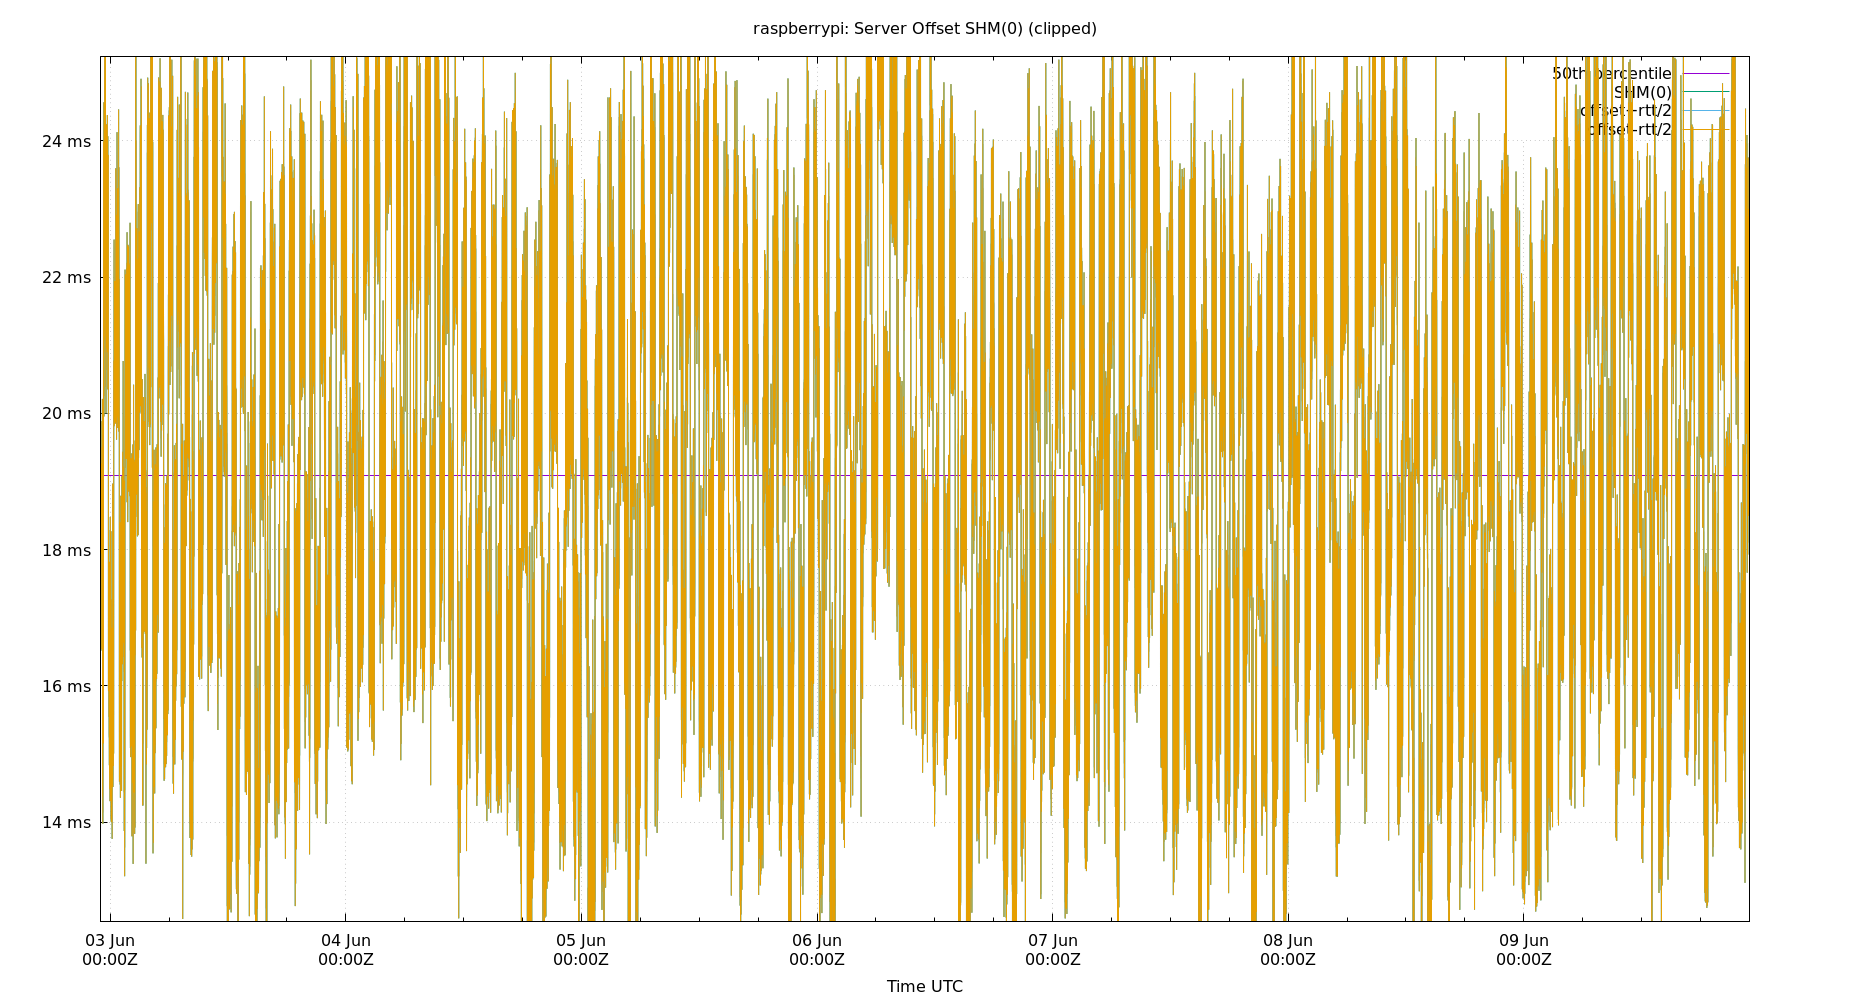 raspberrypi: Server Offset SHM(0) (clipped)
50th percentile
SHM(0)
offset+rtt/2
offset-rtt/2
24 ms
22 ms
20 ms
18 ms
16 ms
14 ms
03 Jun
00:00Z
04 Jun
00:00Z
05 Jun
00:00Z
06 Jun
00:00Z
07 Jun
00:00Z
08 Jun
00:00Z
09 Jun
00:00Z
Time UTC